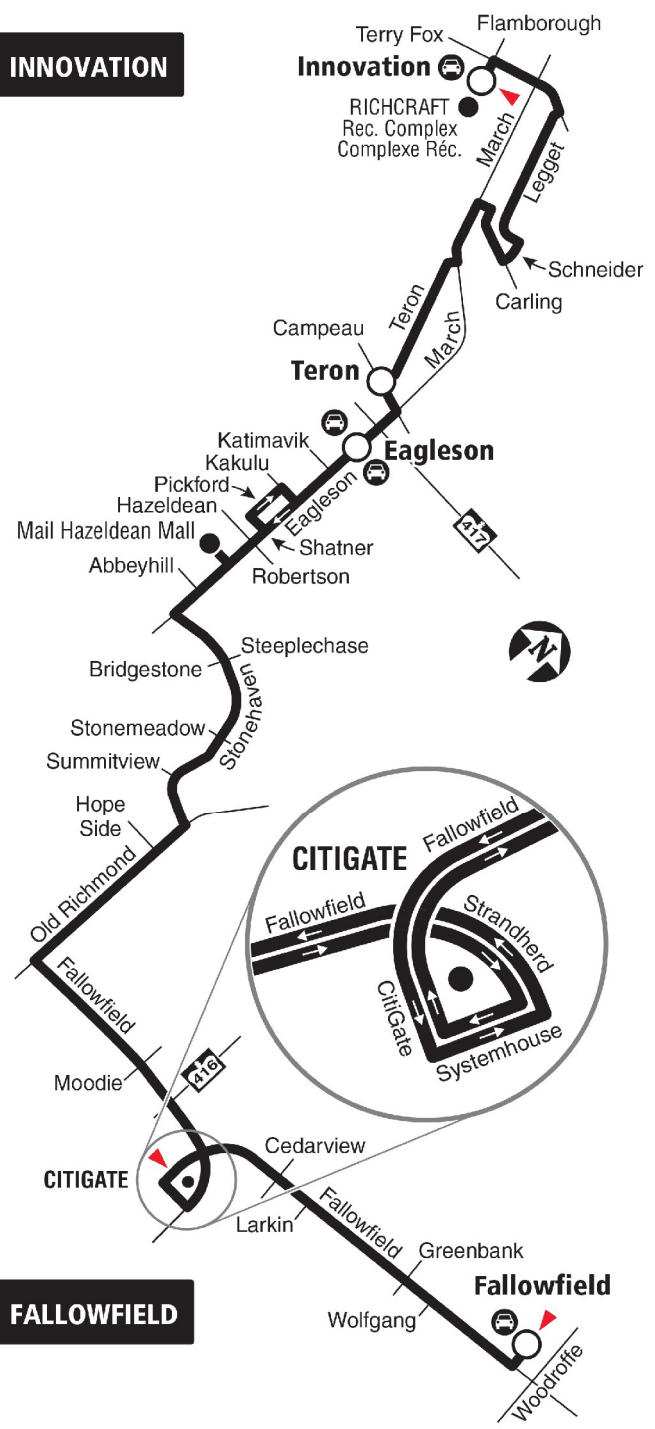 Flamborough
Terry Fox
INNOVATION
Innovation
RICHCRAFT
Rec. Complex
Complexe Réc.
March
Legget
Schneider
Carling
Teron
March
Campeau
Teron
Katimavik
Eagleson
Kakulu
Pickford
Eagleson
Hazeldean
417
Mail Hazeldean Mall
Shatner
Abbeyhill
Robertson
N
Steeplechase
Bridgestone
Stonehaven
Stonemeadow
Summitview
Hope
Side
Old Richmond
CITIGATE
Fallowfield
Fallowfield
Strandherd
CitiGate
Systemhouse
Fallowfield
Moodie
416
CITIGATE
Cedarview
Larkin
Fallowfield
Greenbank
Fallowfield
FALLOWFIELD
Wolfgang
Woodroffe